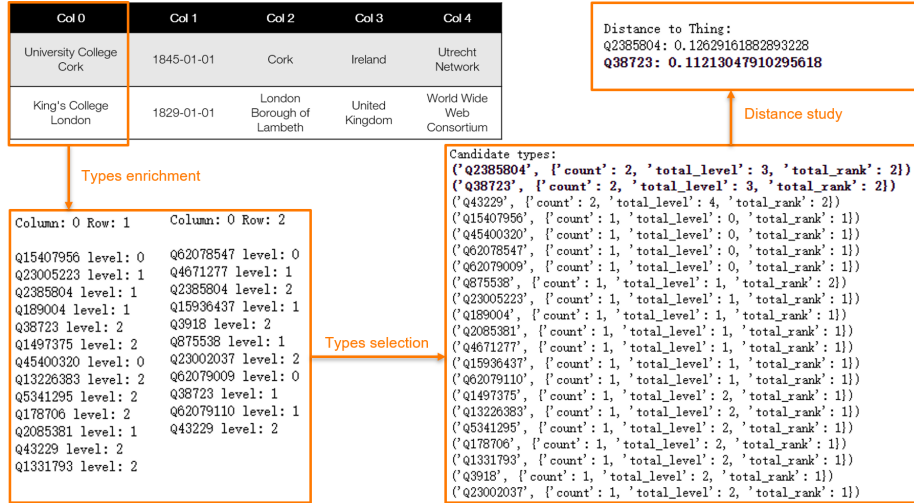 Col 0 Col 1 Col 2 Col 3 Col 4
University College Cork 1845-01-01 Cork Ireland Utrecht Network
King's College London 1829-01-01 London Borough of Lambeth United Kingdom World Wide Web Consortium
Types enrichment
Column: 0 Row: 1
Q15407956 level: 0
Q23005223 level: 1
Q2385804 level: 1
Q189004 level: 1
Q38723 level: 2
Q1497375 level: 2
Q45400320 level: 0
Q13226383 level: 2
Q5341295 level: 2
Q178706 level: 2
Q2085381 level: 1
Q43229 level: 2
Q1331793 level: 2
Column: 0 Row: 2
Q62078547 level: 0
Q4671277 level: 1
Q2385804 level: 2
Q15936437 level: 1
Q3918 level: 2
Q875538 level: 1
Q23002037 level: 2
Q62079009 level: 0
Q38723 level: 1
Q62079110 level: 1
Q43229 level: 2
Types selection
Candidate types:
('Q2385804', {'count': 2, 'total_level': 3, 'total_rank': 2})
('Q38723', {'count': 2, 'total_level': 3, 'total_rank': 2})
('Q43229', {'count': 2, 'total_level': 4, 'total_rank': 2})
('Q15407956', {'count': 1, 'total_level': 0, 'total_rank': 1})
('Q45400320', {'count': 1, 'total_level': 0, 'total_rank': 1})
('Q62078547', {'count': 1, 'total_level': 0, 'total_rank': 1})
('Q62079009', {'count': 1, 'total_level': 0, 'total_rank': 1})
('Q875538', {'count': 1, 'total_level': 1, 'total_rank': 2})
('Q23005223', {'count': 1, 'total_level': 1, 'total_rank': 1})
('Q189004', {'count': 1, 'total_level': 1, 'total_rank': 1})
('Q2085381', {'count': 1, 'total_level': 1, 'total_rank': 1})
('Q4671277', {'count': 1, 'total_level': 1, 'total_rank': 1})
('Q15936437', {'count': 1, 'total_level': 1, 'total_rank': 1})
('Q62079110', {'count': 1, 'total_level': 1, 'total_rank': 1})
('Q1497375', {'count': 1, 'total_level': 2, 'total_rank': 1})
('Q13226383', {'count': 1, 'total_level': 2, 'total_rank': 1})
('Q5341295', {'count': 1, 'total_level': 2, 'total_rank': 1})
('Q178706', {'count': 1, 'total_level': 2, 'total_rank': 1})
('Q1331793', {'count': 1, 'total_level': 2, 'total_rank': 1})
('Q3918', {'count': 1, 'total_level': 2, 'total_rank': 1})
('Q23002037', {'count': 1, 'total_level': 2, 'total_rank': 1})
Distance study
Distance to Thing:
Q2385804: 0.12629161882893228
Q38723: 0.11213047910295618